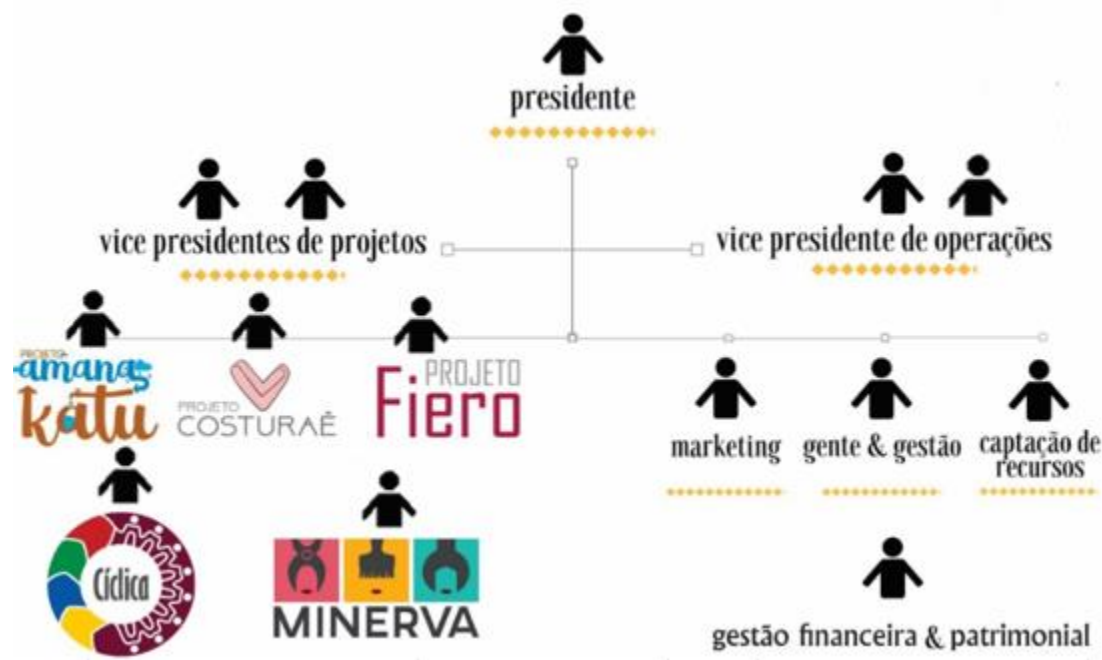 presidente
vice presidentes de projetos
vice presidente de operações
PROJETO
amana
katu
PROJETO
COSTURAÊ
PROJETO
Fiero
marketing
gente & gestão
captação de
recursos
Cíclica
MINERVA
gestão financeira & patrimonial